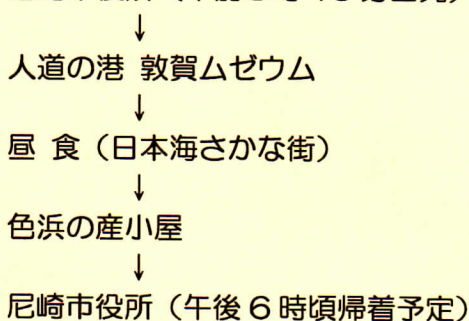 ↓
人道の港 敦賀ムゼウム
↓
昼 食（日本海さかな街）
↓
色浜の産小屋
↓
尼崎市役所（午後６時頃帰着予定）